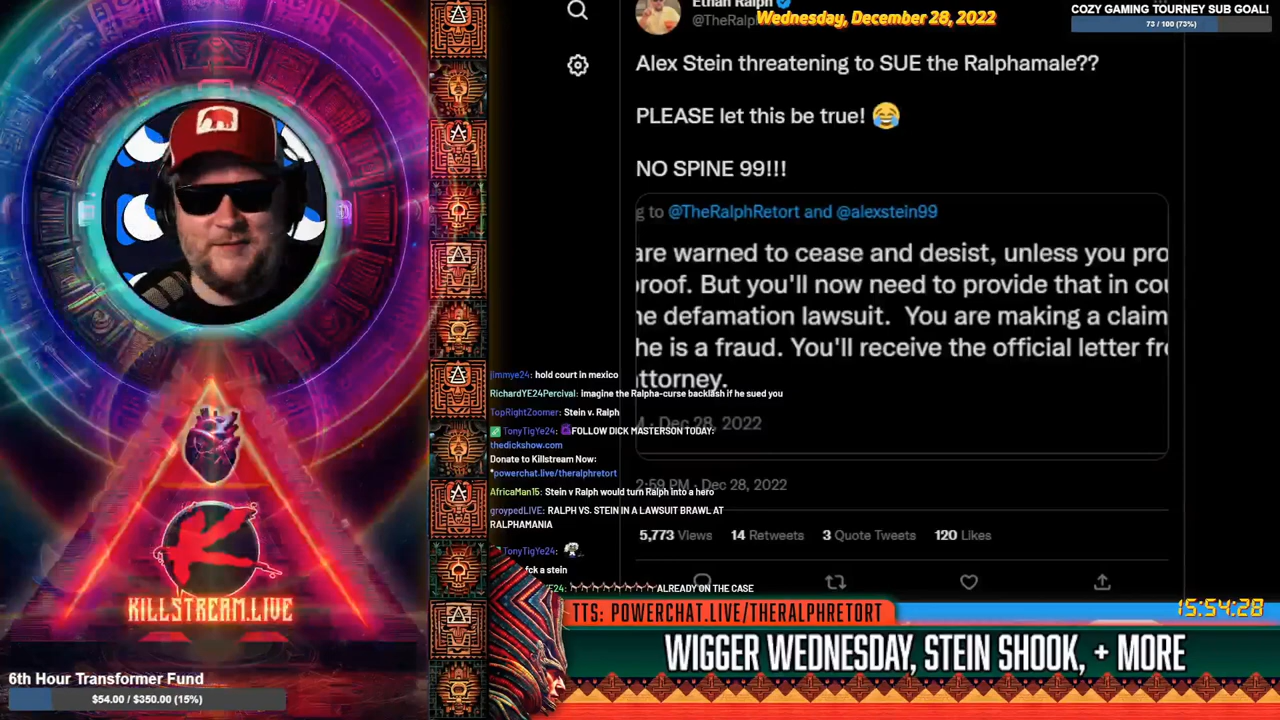 COZY GAMING TOURNEY SUB GOAL!
73 / 100 (73%)
Ethan Ralph
@TheRalp
Wednesday, December 28, 2022
Alex Stein threatening to SUE the Ralphamale??
PLEASE let this be true! 😂
NO SPINE 99!!!
g to @TheRalphRetort and @alexstein99
are warned to cease and desist, unless you pro
proof. But you'll now need to provide that in cou
he defamation lawsuit. You are making a claim
he is a fraud. You'll receive the official letter fr
attorney.
Dec 28, 2022
2:59 PM · Dec 28, 2022
5,773 Views 14 Retweets 3 Quote Tweets 120 Likes
jimmye24: hold court in mexico
RichardYE24Percival: imagine the Ralpha-curse backlash if he sued you
TopRightZoomer: Stein v. Ralph
TonyTigYe24: FOLLOW DICK MASTERSON TODAY:
thedickshow.com
Donate to Killstream Now:
*powerchat.live/theralphretort
AfricaMan15: Stein v Ralph would turn Ralph into a hero
groypedLIVE: RALPH VS. STEIN IN A LAWSUIT BRAWL AT
RALPHAMANIA
TonyTigYe24:
fck a stein
E24: ALREADY ON THE CASE
KILLSTREAM.LIVE
TTS: POWERCHAT.LIVE/THERALPHRETORT
15:54:28
WIGGER WEDNESDAY, STEIN SHOOK, + MORE
6th Hour Transformer Fund
$54.00 / $350.00 (15%)